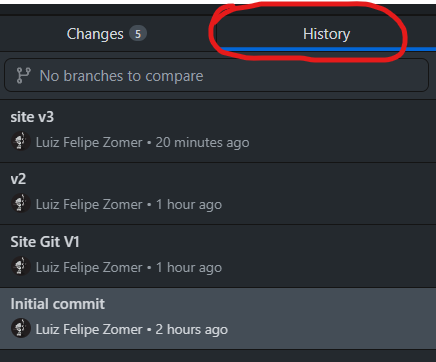 Changes 5 History
No branches to compare
site v3
Luiz Felipe Zomer • 20 minutes ago
v2
Luiz Felipe Zomer • 1 hour ago
Site Git V1
Luiz Felipe Zomer • 1 hour ago
Initial commit
Luiz Felipe Zomer • 2 hours ago